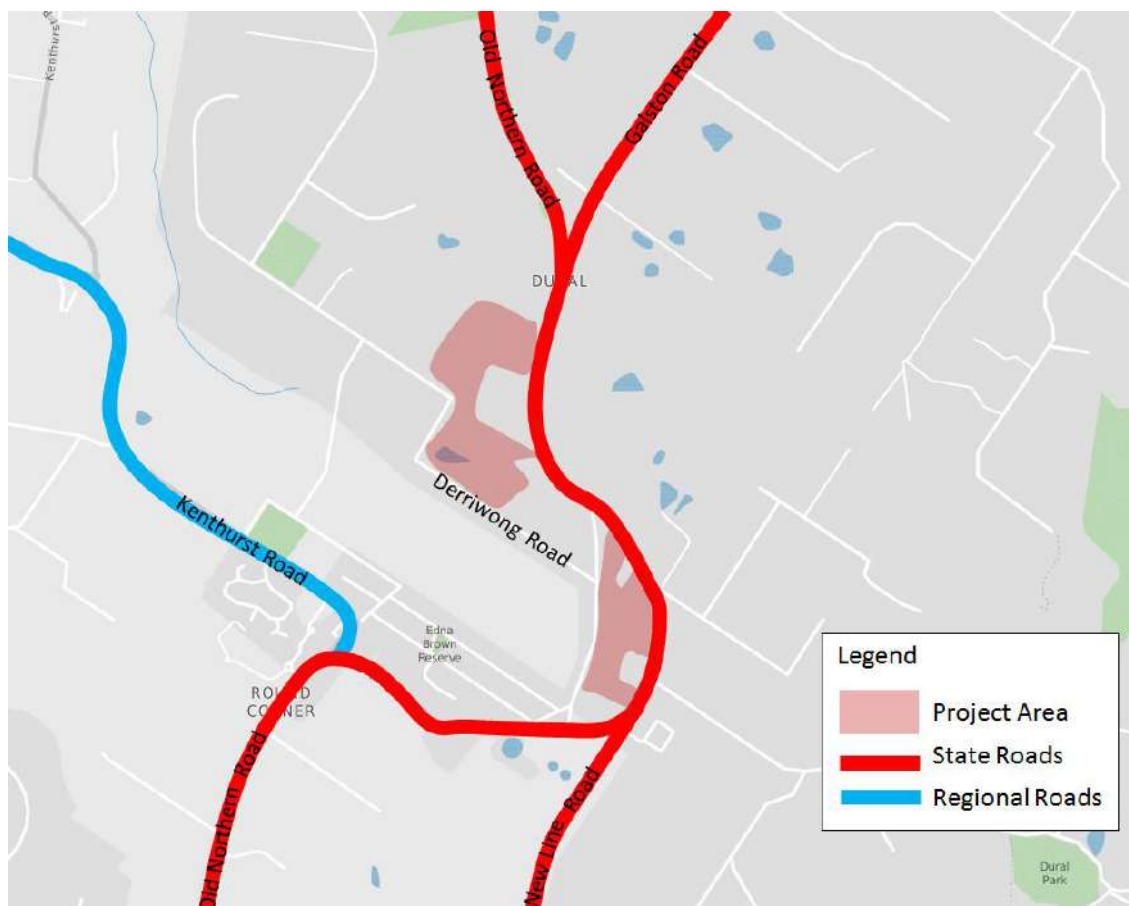 Kenthurs
Old Northern Road
Galston Road
DURAL
Derriwong Road
Kenthurst Road
Edna
Brown
Reserve
ROUND
CORNER
Old Northern Road
New Line Road
Legend
Project Area
State Roads
Regional Roads
Dural
Park